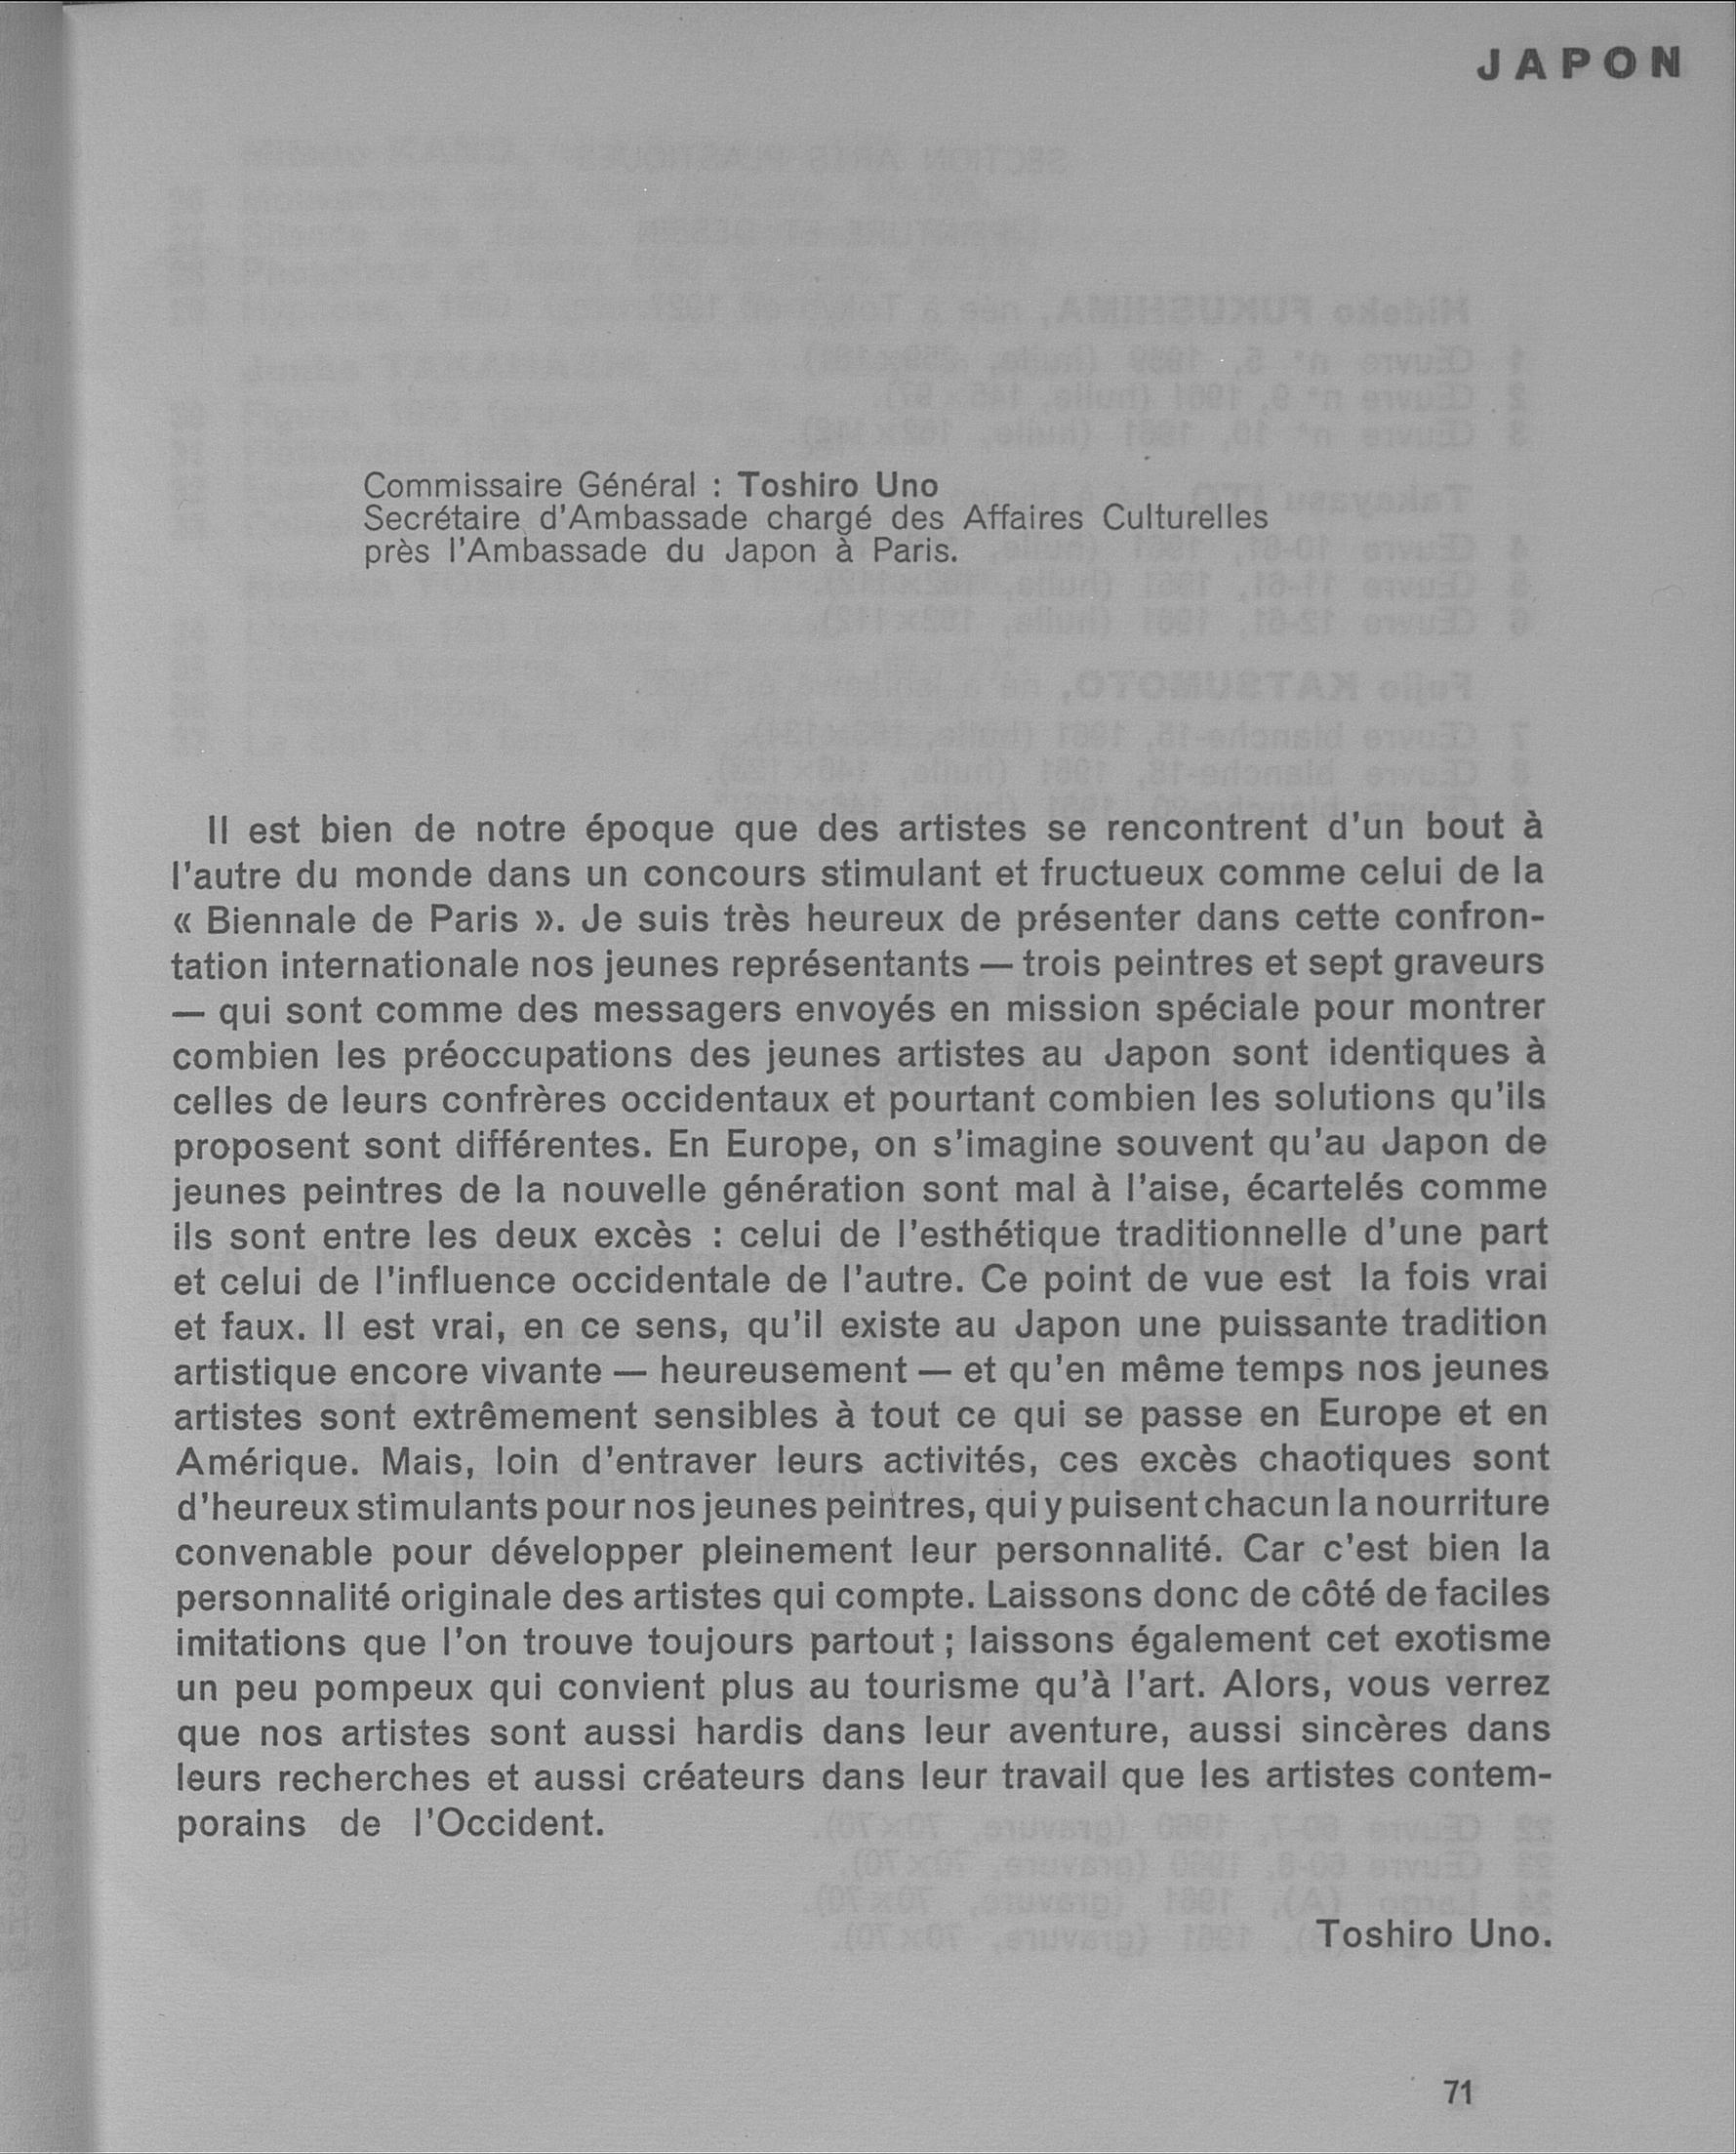 JAPON
Commissaire Général : Toshiro Uno
Secrétaire d'Ambassade chargé des Affaires Culturelles
près l'Ambassade du Japon à Paris.
Il est bien de notre époque que des artistes se rencontrent d'un bout à
l'autre du monde dans un concours stimulant et fructueux comme celui de la
« Biennale de Paris ». Je suis très heureux de présenter dans cette confron-
tation internationale nos jeunes représentants — trois peintres et sept graveurs
— qui sont comme des messagers envoyés en mission spéciale pour montrer
combien les préoccupations des jeunes artistes au Japon sont identiques à
celles de leurs confrères occidentaux et pourtant combien les solutions qu'ils
proposent sont différentes. En Europe, on s'imagine souvent qu'au Japon de
jeunes peintres de la nouvelle génération sont mal à l'aise, écartelés comme
ils sont entre les deux excès : celui de l'esthétique traditionnelle d'une part
et celui de l'influence occidentale de l'autre. Ce point de vue est la fois vrai
et faux. Il est vrai, en ce sens, qu'il existe au Japon une puissante tradition
artistique encore vivante — heureusement — et qu'en même temps nos jeunes
artistes sont extrêmement sensibles à tout ce qui se passe en Europe et en
Amérique. Mais, loin d'entraver leurs activités, ces excès chaotiques sont
d'heureux stimulants pour nos jeunes peintres, qui y puisent chacun la nourriture
convenable pour développer pleinement leur personnalité. Car c'est bien la
personnalité originale des artistes qui compte. Laissons donc de côté de faciles
imitations que l'on trouve toujours partout ; laissons également cet exotisme
un peu pompeux qui convient plus au tourisme qu'à l'art. Alors, vous verrez
que nos artistes sont aussi hardis dans leur aventure, aussi sincères dans
leurs recherches et aussi créateurs dans leur travail que les artistes contem-
porains de l'Occident.
Toshiro Uno.
71